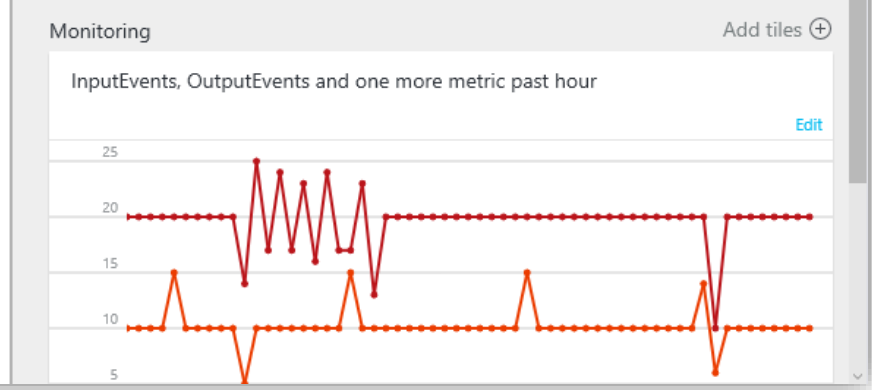 Monitoring
Add tiles
InputEvents, OutputEvents and one more metric past hour
Edit
25
20
15
10
5